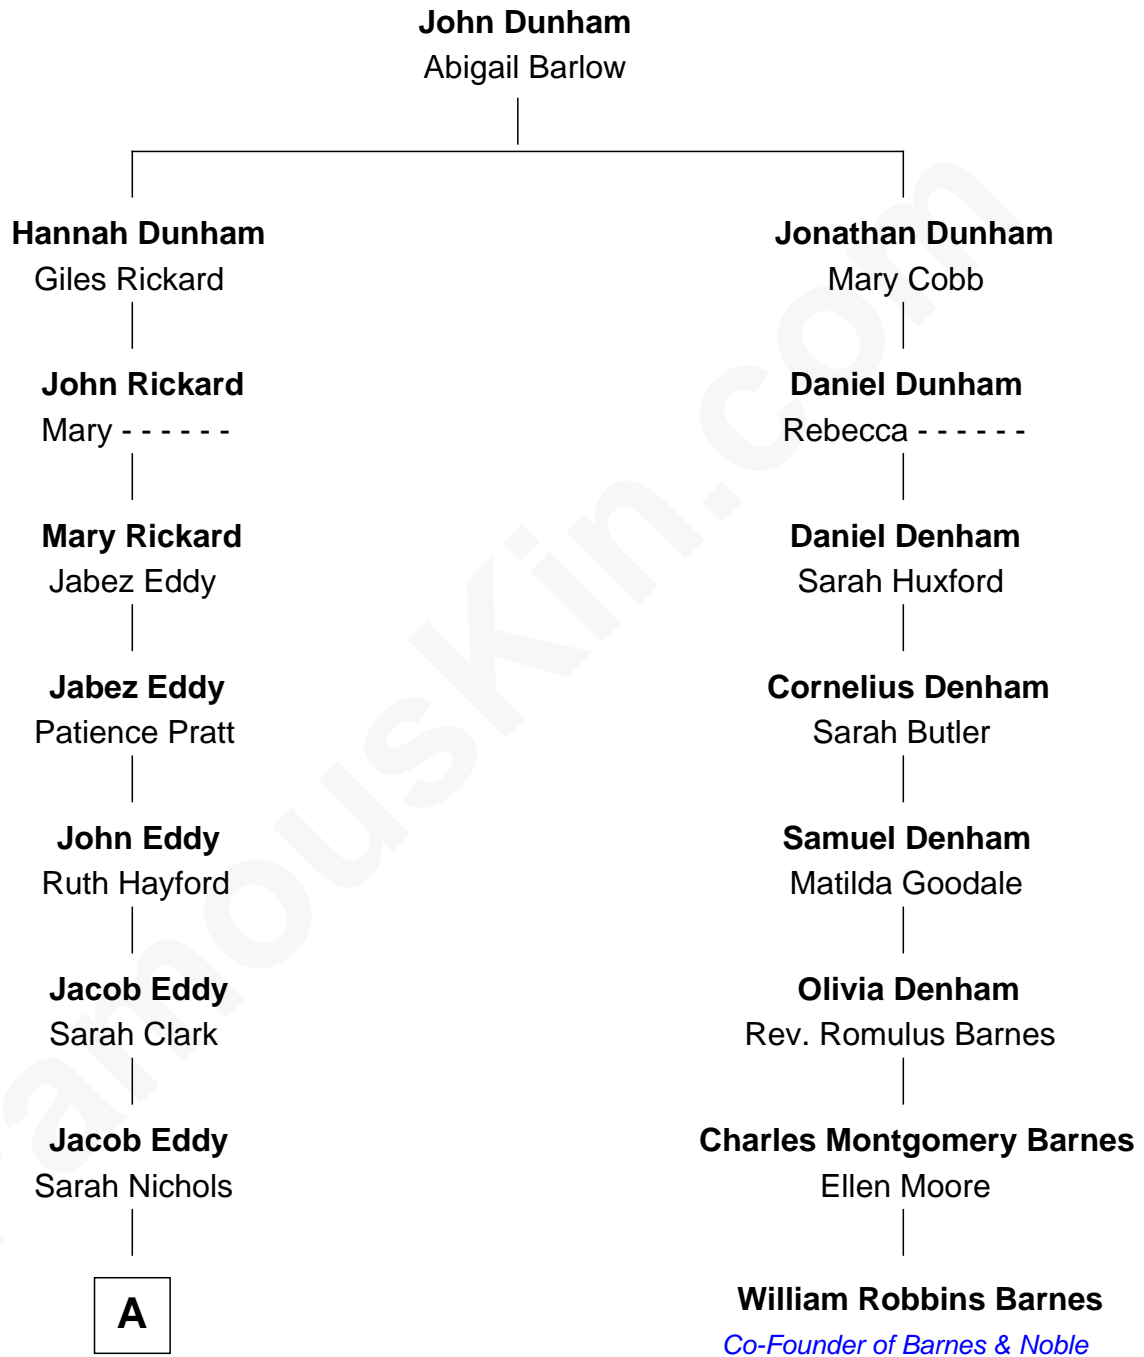 John Dunham
Abigail Barlow
Hannah Dunham
Giles Rickard
Jonathan Dunham
Mary Cobb
John Rickard
Mary - - - - - -
Daniel Dunham
Rebecca - - - - - -
Mary Rickard
Jabez Eddy
Daniel Denham
Sarah Huxford
Jabez Eddy
Patience Pratt
Cornelius Denham
Sarah Butler
John Eddy
Ruth Hayford
Samuel Denham
Matilda Goodale
Jacob Eddy
Sarah Clark
Olivia Denham
Rev. Romulus Barnes
Jacob Eddy
Sarah Nichols
Charles Montgomery Barnes
Ellen Moore
A
William Robbins Barnes
Co-Founder of Barnes & Noble
FamousKin.com